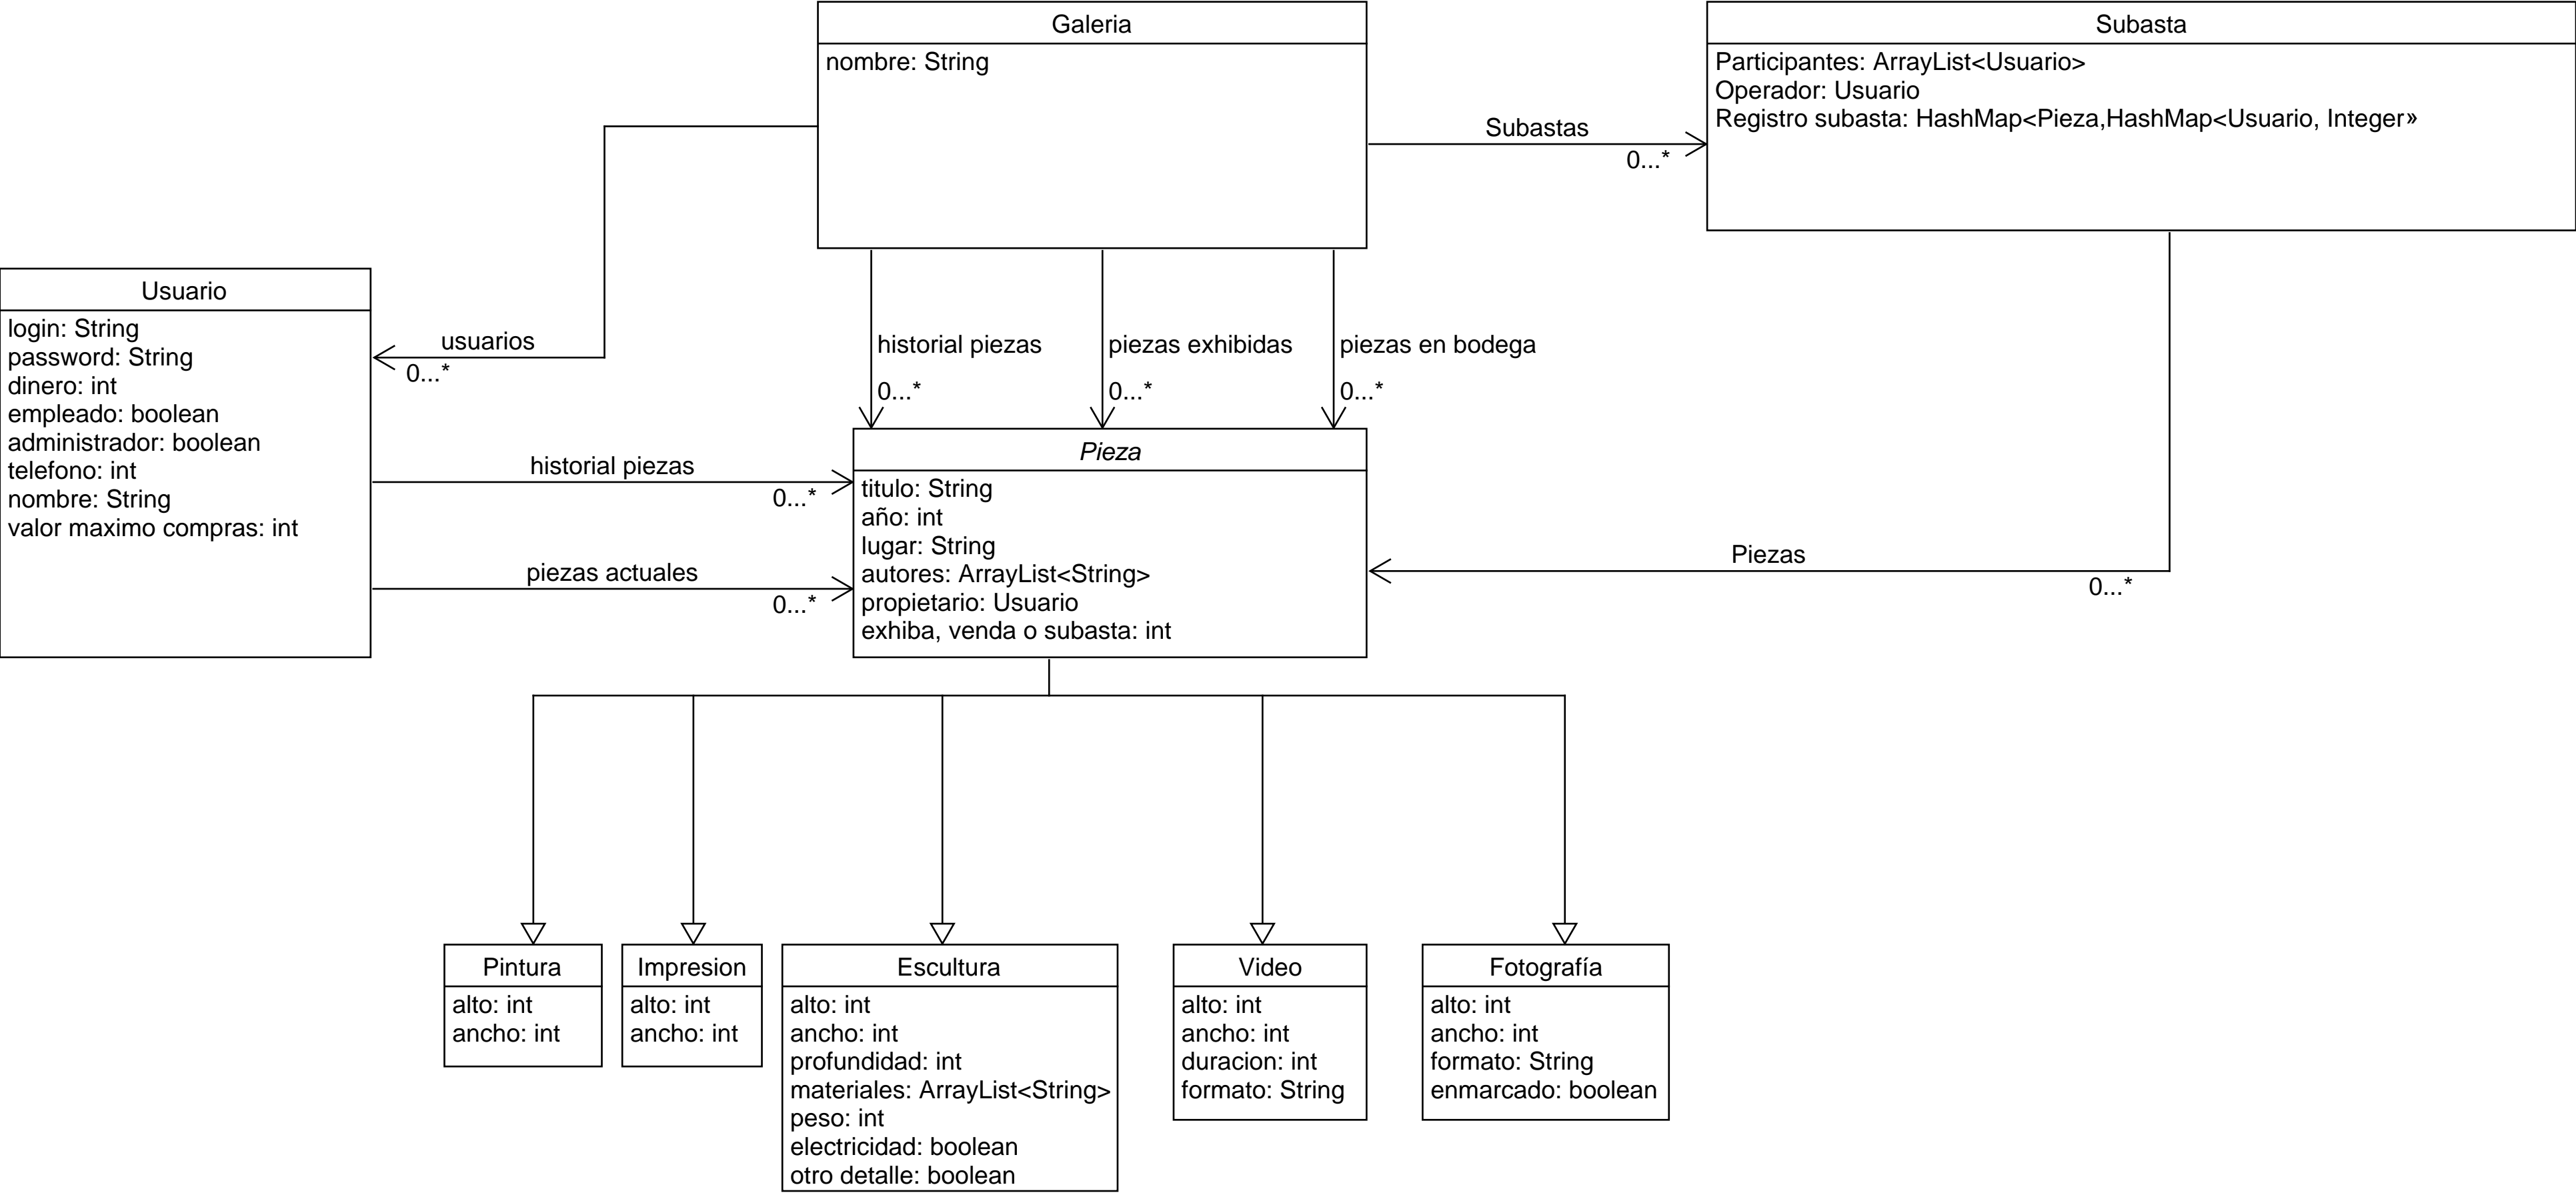 Galeria
nombre: String
Subasta
Participantes: ArrayList<Usuario>
Operador: Usuario
Registro subasta: HashMap<Pieza,HashMap<Usuario, Integer»
Subastas
0...*
Usuario
login: String
password: String
dinero: int
empleado: boolean
administrador: boolean
telefono: int
nombre: String
valor maximo compras: int
usuarios
0...*
historial piezas
0...*
piezas exhibidas
0...*
piezas en bodega
0...*
historial piezas
0...*
piezas actuales
0...*
Pieza
titulo: String
año: int
lugar: String
autores: ArrayList<String>
propietario: Usuario
exhiba, venda o subasta: int
Piezas
0...*
Pintura
alto: int
ancho: int
Impresion
alto: int
ancho: int
Escultura
alto: int
ancho: int
profundidad: int
materiales: ArrayList<String>
peso: int
electricidad: boolean
otro detalle: boolean
Video
alto: int
ancho: int
duracion: int
formato: String
Fotografía
alto: int
ancho: int
formato: String
enmarcado: boolean